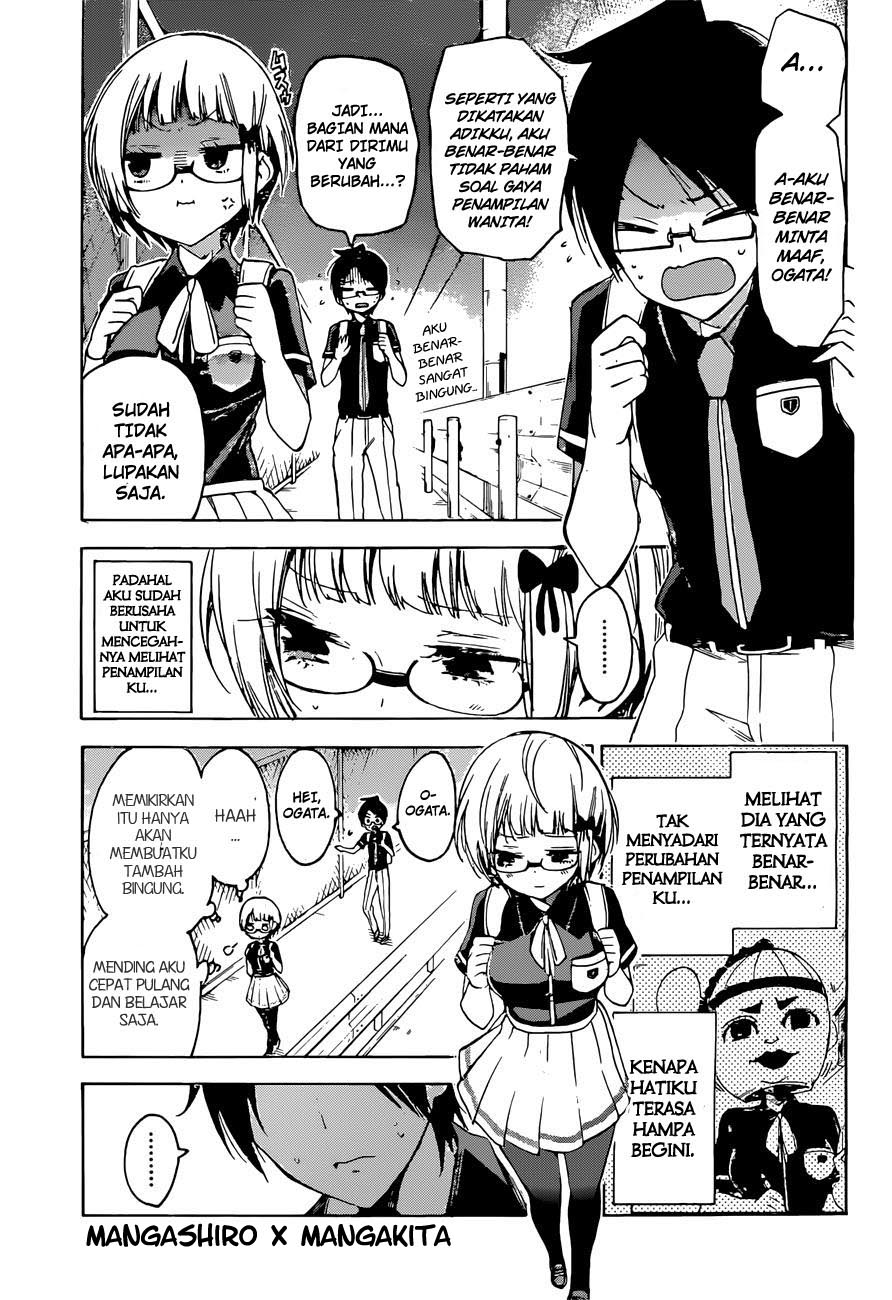 A...
A-AKU
BENAR-
BENAR
MINTA
MAAF,
OGATA!
SEPERTI YANG
DIKATAKAN
ADIKKU, AKU
BENAR-BENAR
TIDAK PAHAM
SOAL GAYA
PENAMPILAN
WANITA!
JADI...
BAGIAN MANA
DARI DIRIMU
YANG
BERUBAH...?
AKU
BENAR-
BENAR
SANGAT
BINGUNG..
ムスッ
SUDAH
TIDAK
APA-APA,
LUPAKAN
SAJA.
........
PADAHAL
AKU SUDAH
BERUSAHA
UNTUK
MENCEGAH-
NYA MELIHAT
PENAMPILAN
KU...
MELIHAT
DIA YANG
TERNYATA
BENAR-
BENAR...
TAK
MENYADARI
PERUBAHAN
PENAMPILAN
KU...
KENAPA
HATIKU
TERASA
HAMPA
BEGINI.
O-
OGATA.
HEI,
OGATA.
HAAH
...
MEMIKIRKAN
ITU HANYA
AKAN
MEMBUATKU
TAMBAH
BINGUNG.
MENDING AKU
CEPAT PULANG
DAN BELAJAR
SAJA.
........
MANGASHIRO X MANGAKITA